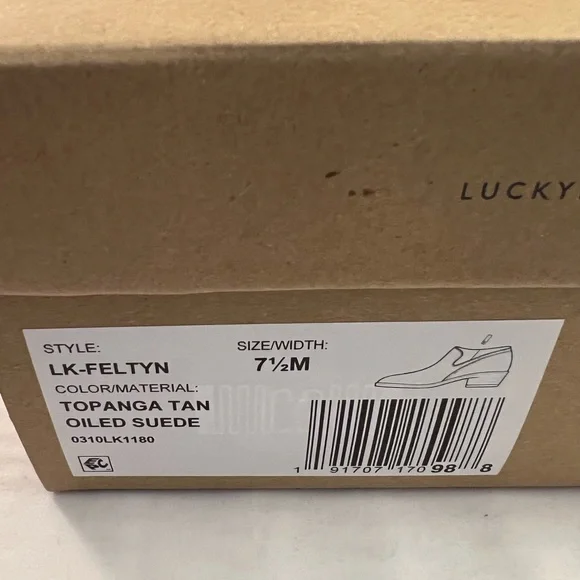 LUCKY
STYLE:
LK-FELTYN
SIZE/WIDTH:
7½M
COLOR/MATERIAL:
TOPANGA TAN
OILED SUEDE
0310LK1180
1 91707 17098 8